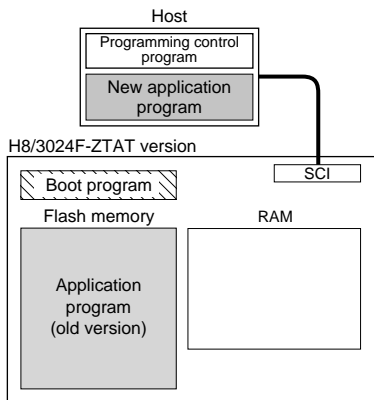 Host
Programming control
program
New application
program
H8/3024F-ZTAT version
SCI
Boot program
Flash memory
RAM
Application
program
(old version)